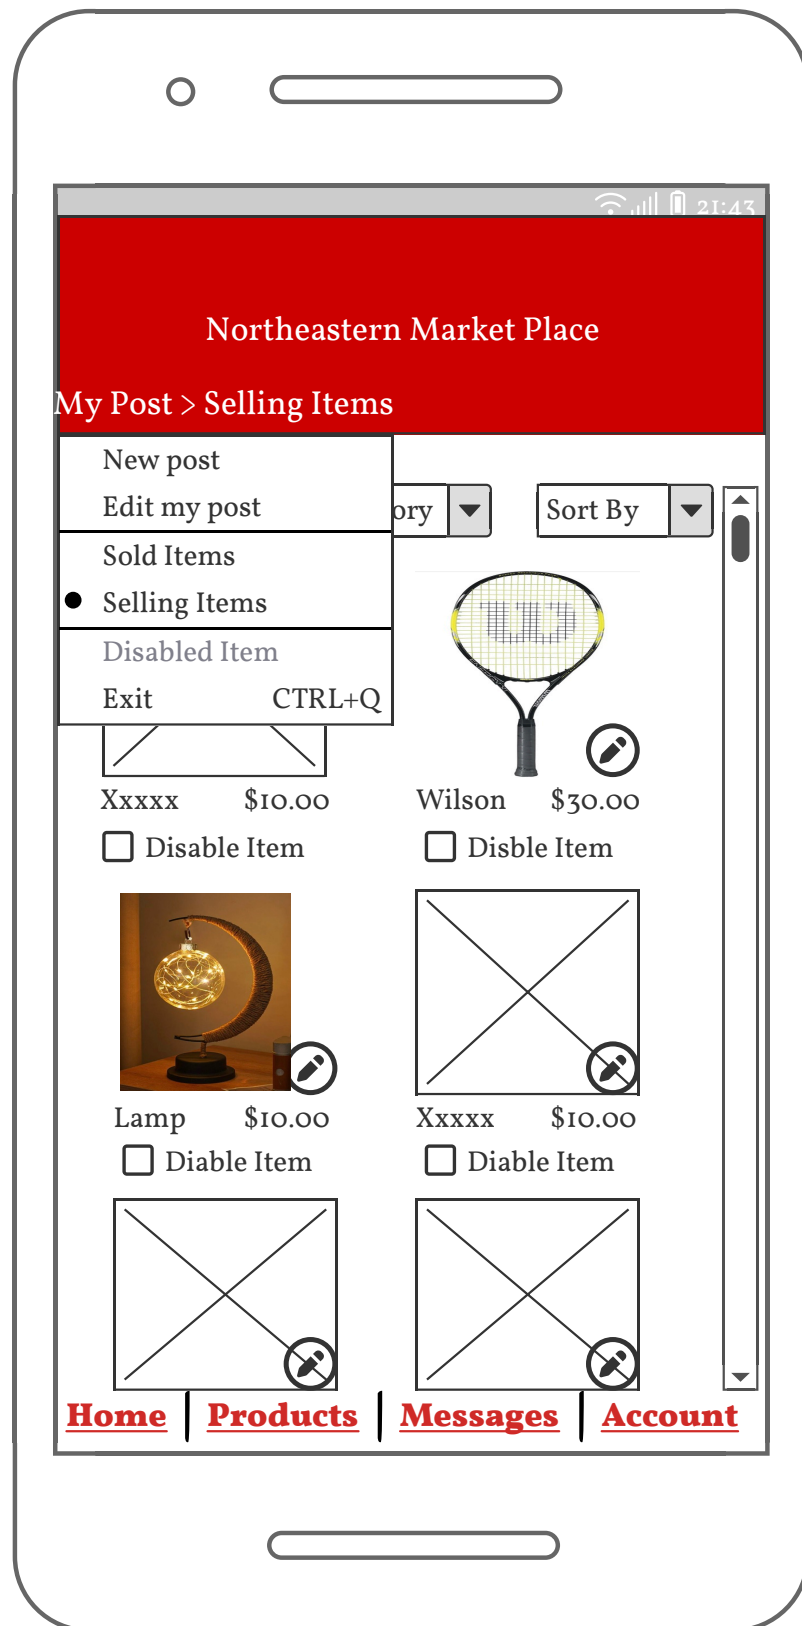 21:43
Northeastern Market Place
My Post > Selling Items
New post
Edit my post
ory
Sort By
Sold Items
Selling Items
Disabled Item
Exit CTRL+Q
Xxxxx $10.00 Wilson $30.00
Disable Item Disble Item
Lamp $10.00 Xxxxx $10.00
Diable Item Diable Item
Home Products Messages Account